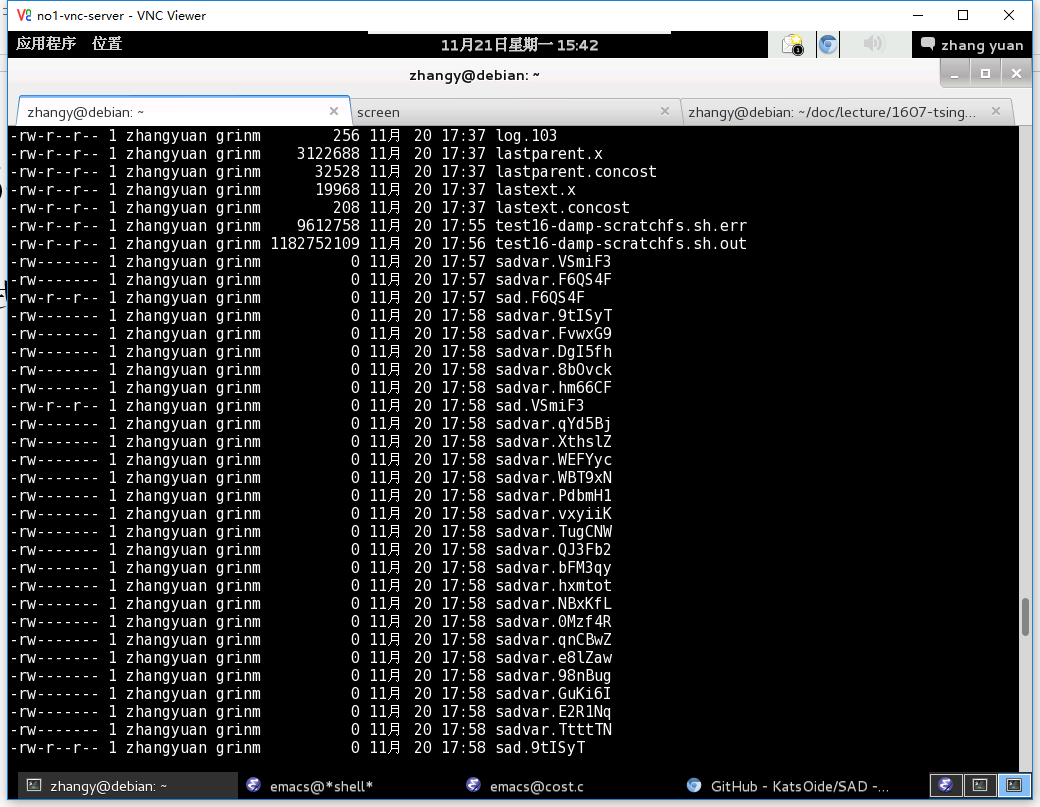 no1-vnc-server - VNC Viewer
应用程序 位置 11月21日星期一 15:42 zhang yuan
zhangy@debian: ~
zhangy@debian: ~ screen zhangy@debian: ~/doc/lecture/1607-tsing...
-rw-r--r-- 1 zhangyuan grinm 256 11月 20 17:37 log.103
-rw-r--r-- 1 zhangyuan grinm 3122688 11月 20 17:37 lastparent.x
-rw-r--r-- 1 zhangyuan grinm 32528 11月 20 17:37 lastparent.concost
-rw-r--r-- 1 zhangyuan grinm 19968 11月 20 17:37 lastext.x
-rw-r--r-- 1 zhangyuan grinm 208 11月 20 17:37 lastext.concost
-rw-r--r-- 1 zhangyuan grinm 9612758 11月 20 17:55 test16-damp-scratchfs.sh.err
-rw-r--r-- 1 zhangyuan grinm 1182752109 11月 20 17:56 test16-damp-scratchfs.sh.out
-rw------- 1 zhangyuan grinm 0 11月 20 17:57 sadvar.VSmiF3
-rw------- 1 zhangyuan grinm 0 11月 20 17:57 sadvar.F6QS4F
-rw-r--r-- 1 zhangyuan grinm 0 11月 20 17:57 sad.F6QS4F
-rw------- 1 zhangyuan grinm 0 11月 20 17:58 sadvar.9tISyT
-rw------- 1 zhangyuan grinm 0 11月 20 17:58 sadvar.FvwxG9
-rw------- 1 zhangyuan grinm 0 11月 20 17:58 sadvar.DgI5fh
-rw------- 1 zhangyuan grinm 0 11月 20 17:58 sadvar.8bOvck
-rw------- 1 zhangyuan grinm 0 11月 20 17:58 sadvar.hm66CF
-rw-r--r-- 1 zhangyuan grinm 0 11月 20 17:58 sad.VSmiF3
-rw------- 1 zhangyuan grinm 0 11月 20 17:58 sadvar.qYd5Bj
-rw------- 1 zhangyuan grinm 0 11月 20 17:58 sadvar.XthslZ
-rw------- 1 zhangyuan grinm 0 11月 20 17:58 sadvar.WEFYyc
-rw------- 1 zhangyuan grinm 0 11月 20 17:58 sadvar.WBT9xN
-rw------- 1 zhangyuan grinm 0 11月 20 17:58 sadvar.PdbmH1
-rw------- 1 zhangyuan grinm 0 11月 20 17:58 sadvar.vxyiiK
-rw------- 1 zhangyuan grinm 0 11月 20 17:58 sadvar.TugCNW
-rw------- 1 zhangyuan grinm 0 11月 20 17:58 sadvar.QJ3Fb2
-rw------- 1 zhangyuan grinm 0 11月 20 17:58 sadvar.bFM3qy
-rw------- 1 zhangyuan grinm 0 11月 20 17:58 sadvar.hxmtot
-rw------- 1 zhangyuan grinm 0 11月 20 17:58 sadvar.NBxKfL
-rw------- 1 zhangyuan grinm 0 11月 20 17:58 sadvar.0Mzf4R
-rw------- 1 zhangyuan grinm 0 11月 20 17:58 sadvar.qnCBwZ
-rw------- 1 zhangyuan grinm 0 11月 20 17:58 sadvar.e8lZaw
-rw------- 1 zhangyuan grinm 0 11月 20 17:58 sadvar.98nBug
-rw------- 1 zhangyuan grinm 0 11月 20 17:58 sadvar.GuKi6I
-rw------- 1 zhangyuan grinm 0 11月 20 17:58 sadvar.E2R1Nq
-rw------- 1 zhangyuan grinm 0 11月 20 17:58 sadvar.TtttTN
-rw-r--r-- 1 zhangyuan grinm 0 11月 20 17:58 sad.9tISyT
zhangy@debian: ~ emacs@*shell* emacs@cost.c GitHub - KatsOide/SAD -...